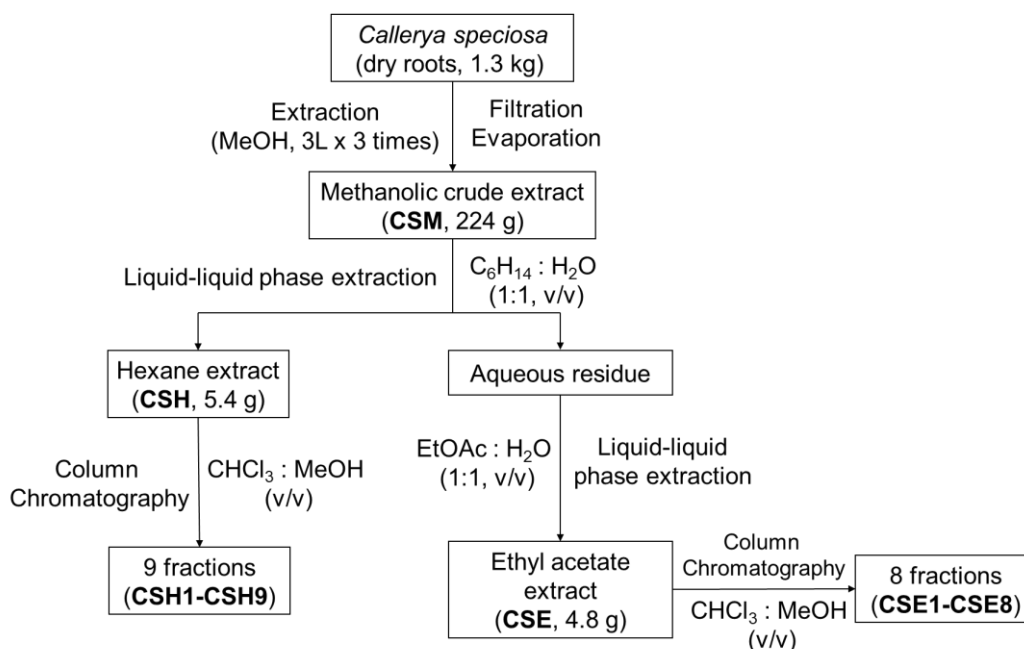 Callerya speciosa
(dry roots, 1.3 kg)
Extraction
(MeOH, 3L x 3 times)
Filtration
Evaporation
Methanolic crude extract
(CSM, 224 g)
Liquid-liquid phase extraction
C₆H₁₄ : H₂O
(1:1, v/v)
Hexane extract
(CSH, 5.4 g)
Aqueous residue
Column
Chromatography
CHCl₃ : MeOH
(v/v)
EtOAc : H₂O
(1:1, v/v)
Liquid-liquid
phase extraction
9 fractions
(CSH1-CSH9)
Ethyl acetate
extract
(CSE, 4.8 g)
Column
Chromatography
CHCl₃ : MeOH
(v/v)
8 fractions
(CSE1-CSE8)